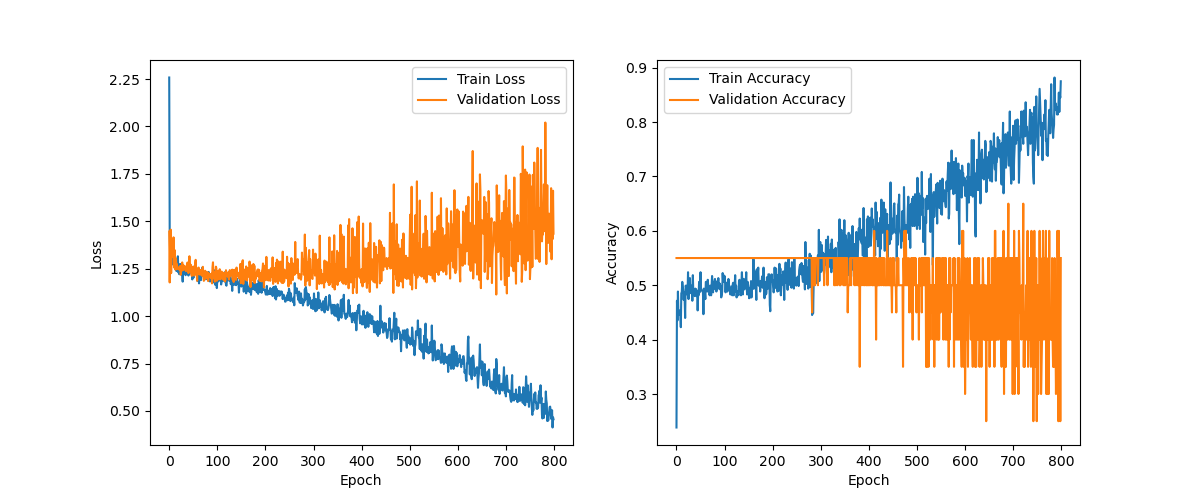 2.25
2.00
1.75
1.50
1.25
1.00
0.75
0.50
Loss
0 100 200 300 400 500 600 700 800
Epoch
Train Loss
Validation Loss
0.9
0.8
0.7
0.6
0.5
0.4
0.3
Accuracy
0 100 200 300 400 500 600 700 800
Epoch
Train Accuracy
Validation Accuracy